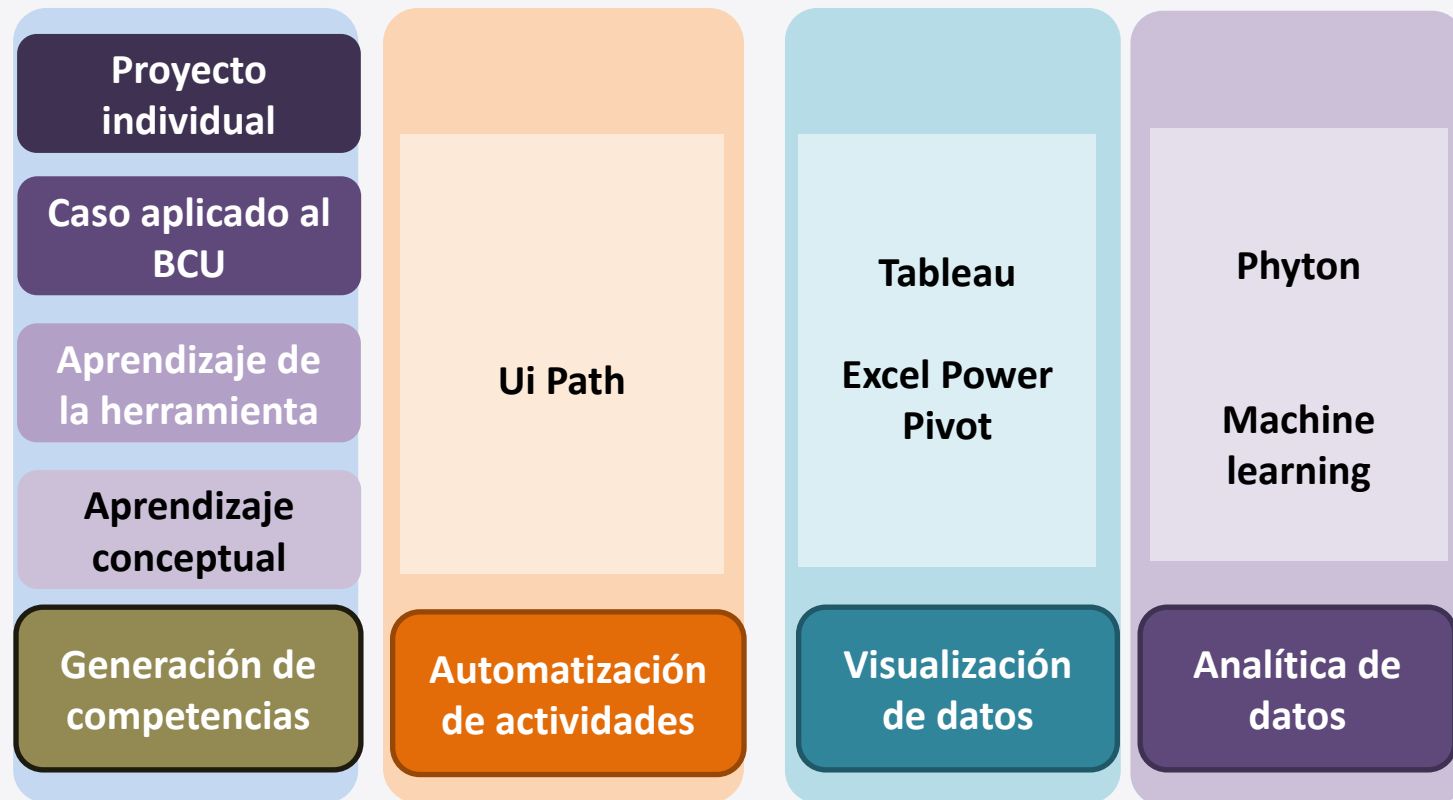 Proyecto
individual
Caso aplicado al
BCU
Aprendizaje de
la herramienta
Aprendizaje
conceptual
Generación de
competencias
Ui Path
Automatización
de actividades
Tableau
Excel Power
Pivot
Visualización
de datos
Phyton
Machine
learning
Analítica de
datos